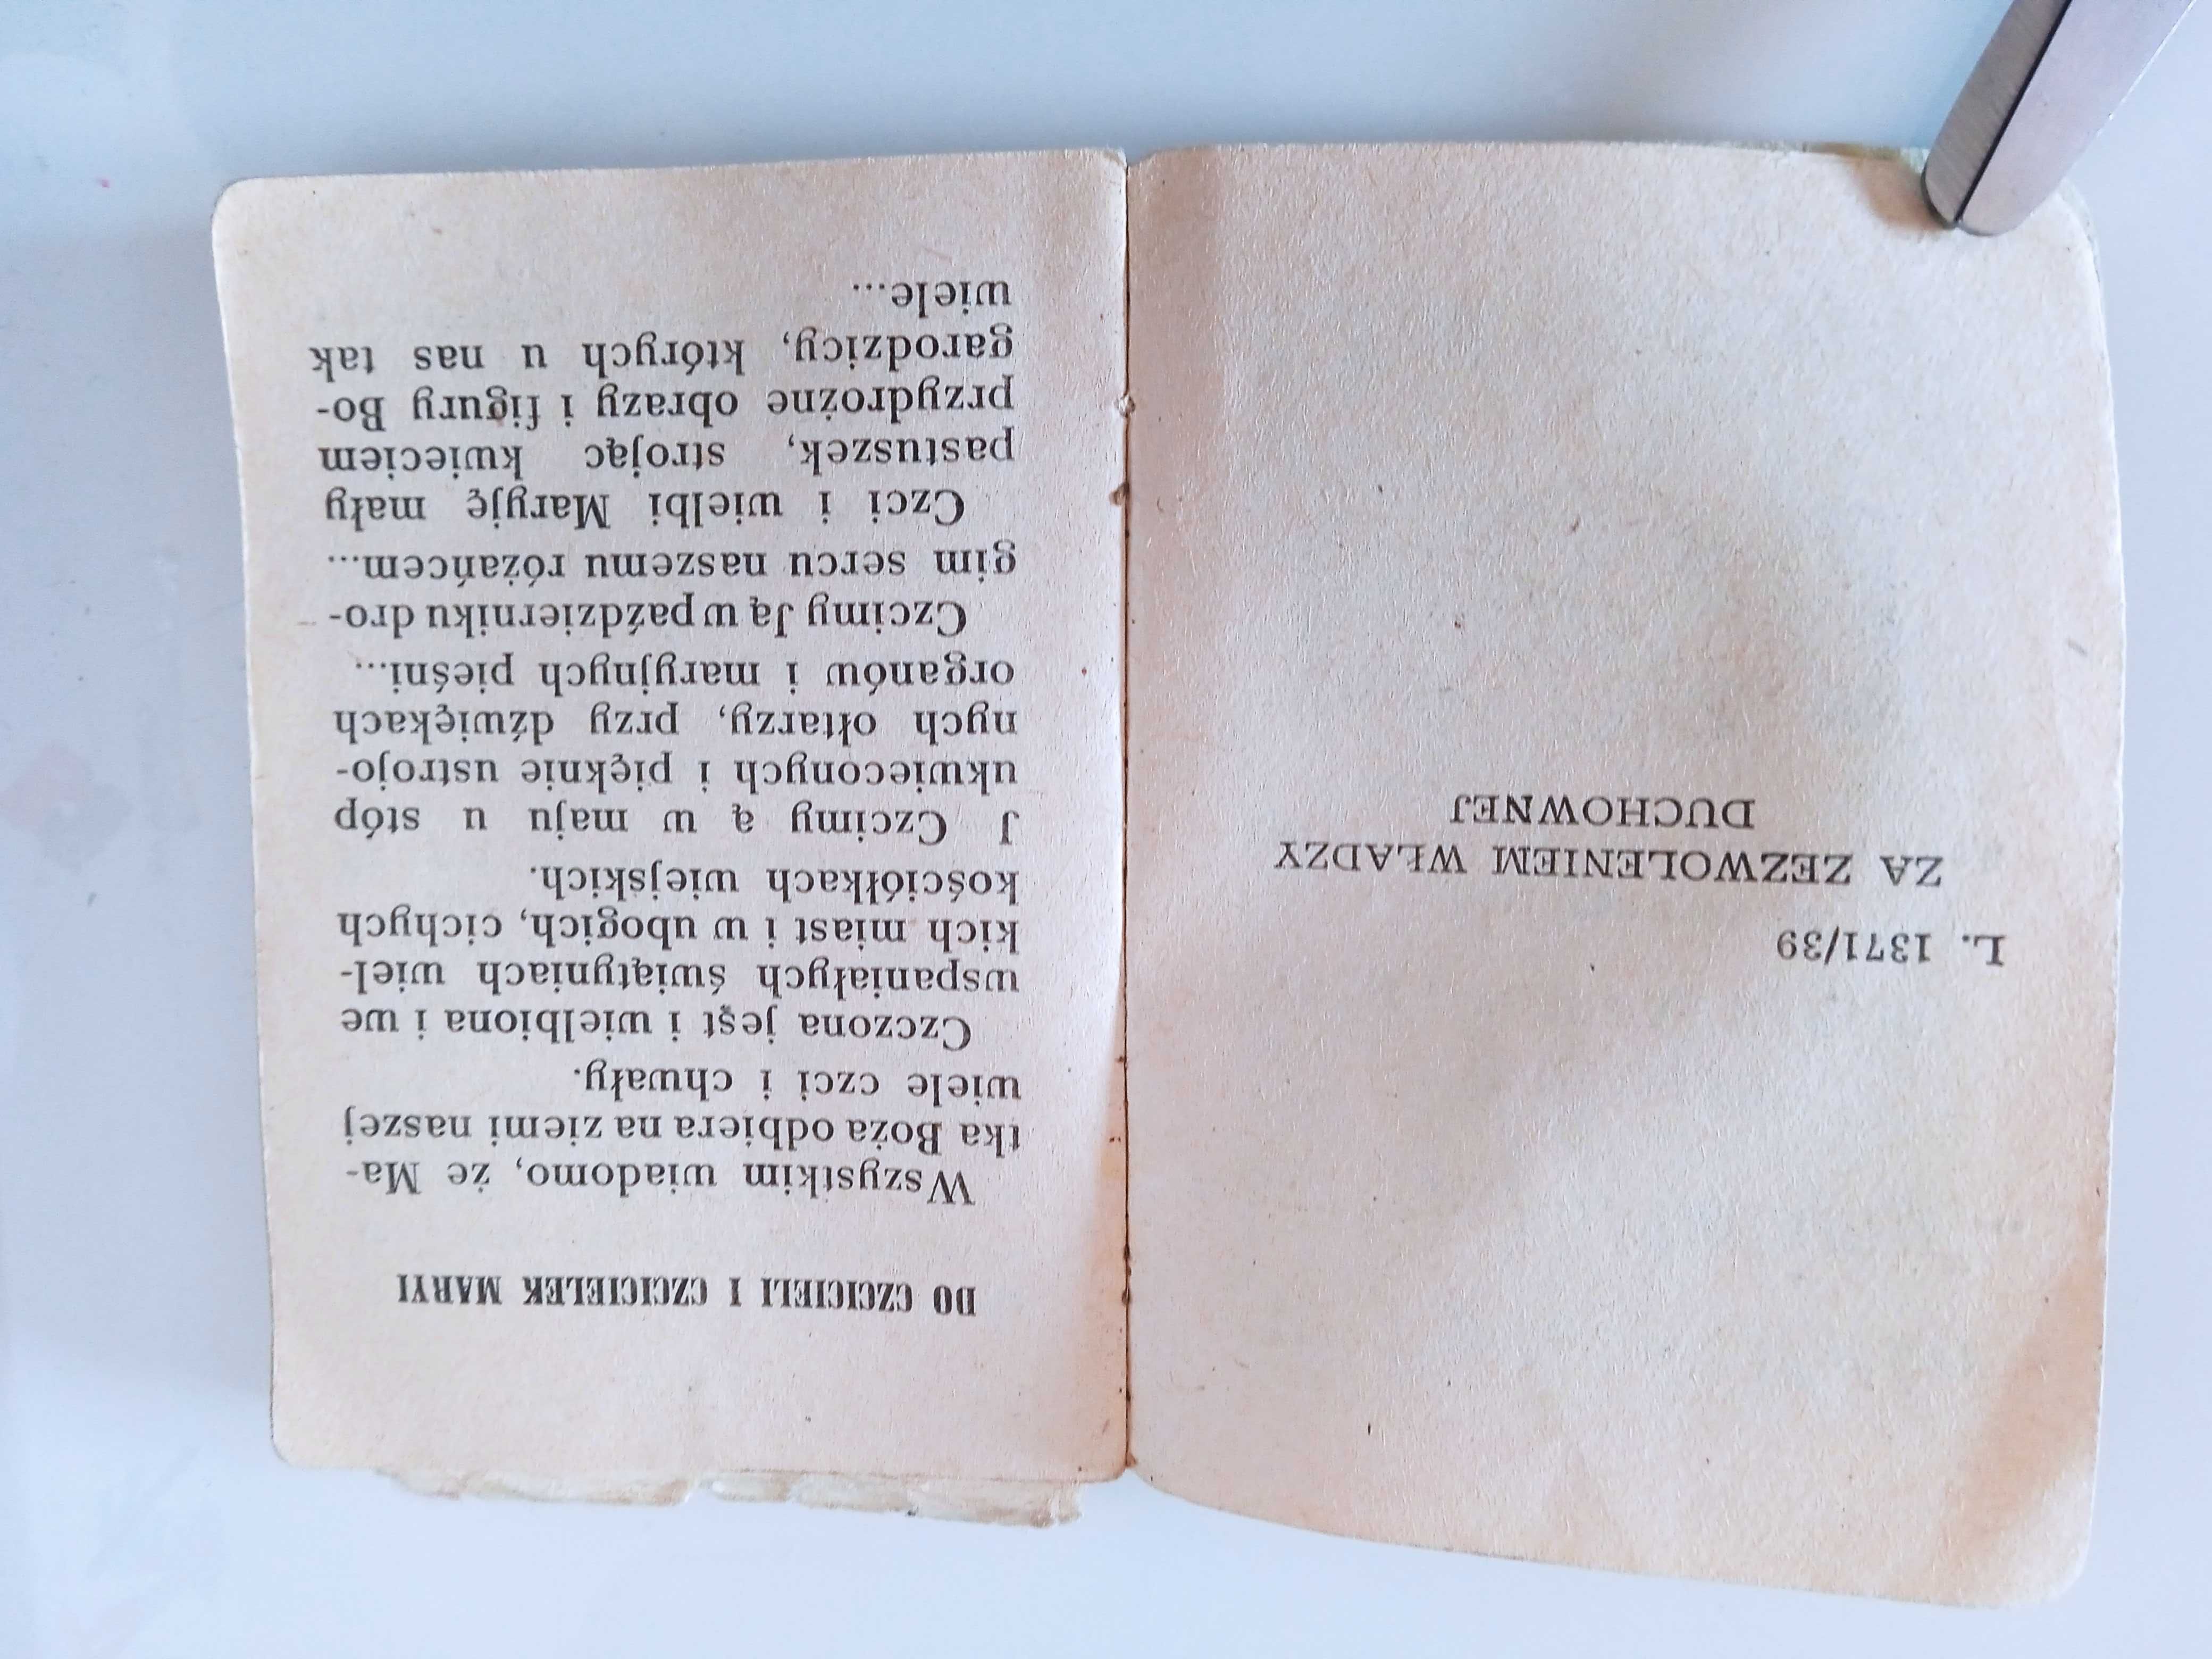 L. 1371/39
ZA ZEZWOLENIEM WŁADZY
DUCHOWNEJ
DO CZCICIELI I CZCICIELEK MARYI
Wszystkim wiadomo, że Ma-
tka Boża odbiera na ziemi naszej
wiele czci i chwały.
Czczona jest i wielbiona i we
wspaniałych świątyniach wiel-
kich miast i w ubogich, cichych
kościółkach wiejskich.
J Czcimy ą w maju u stóp
ukwieconych i pięknie ustrojo-
nych ołtarzy, przy dźwiękach
organów i maryjnych pieśni...
Czcimy Ją w październiku dro-
gim sercu naszemu różańcem...
Czci i wielbi Maryję mały
pastuszek, strojąc kwieciem
przydrożne obrazy i figury Bo-
garodzicy, których u nas tak
wiele...